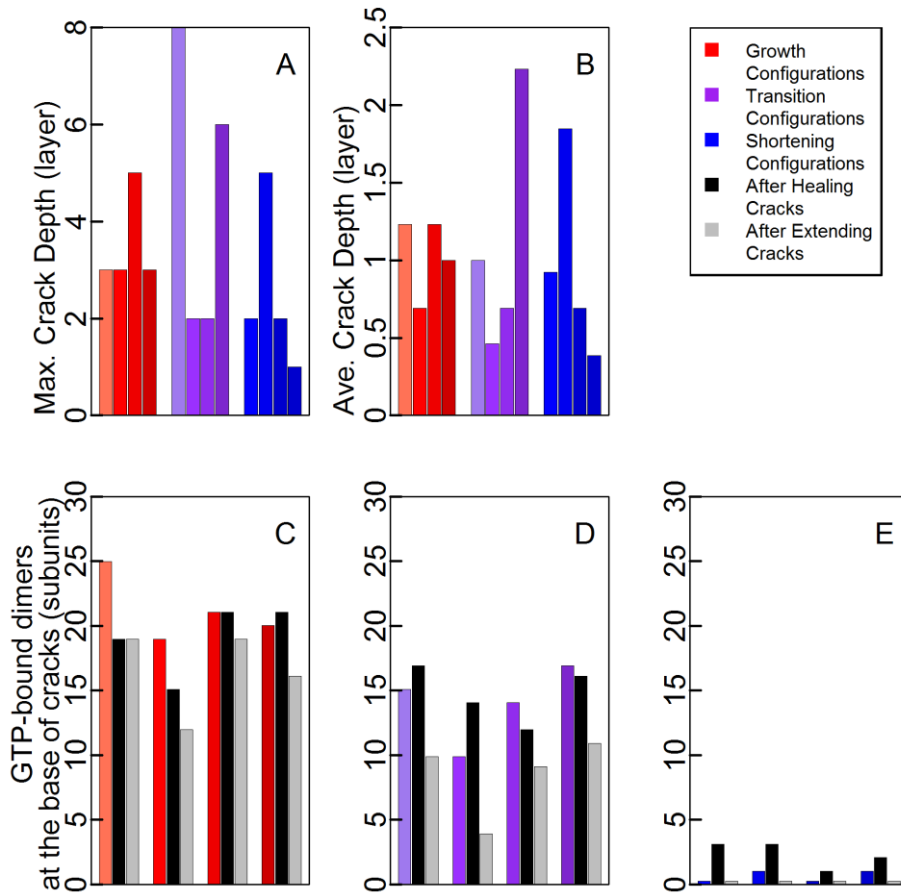 Max. Crack Depth (layer)
0 2 4 6 8
A
Ave. Crack Depth (layer)
0 0.5 1 1.5 2 2.5
B
Growth
Configurations
Transition
Configurations
Shortening
Configurations
After Healing
Cracks
After Extending
Cracks
GTP-bound dimers
at the base of cracks (subunits)
0 5 10 15 20 25 30
C
0 5 10 15 20 25 30
D
0 5 10 15 20 25 30
E